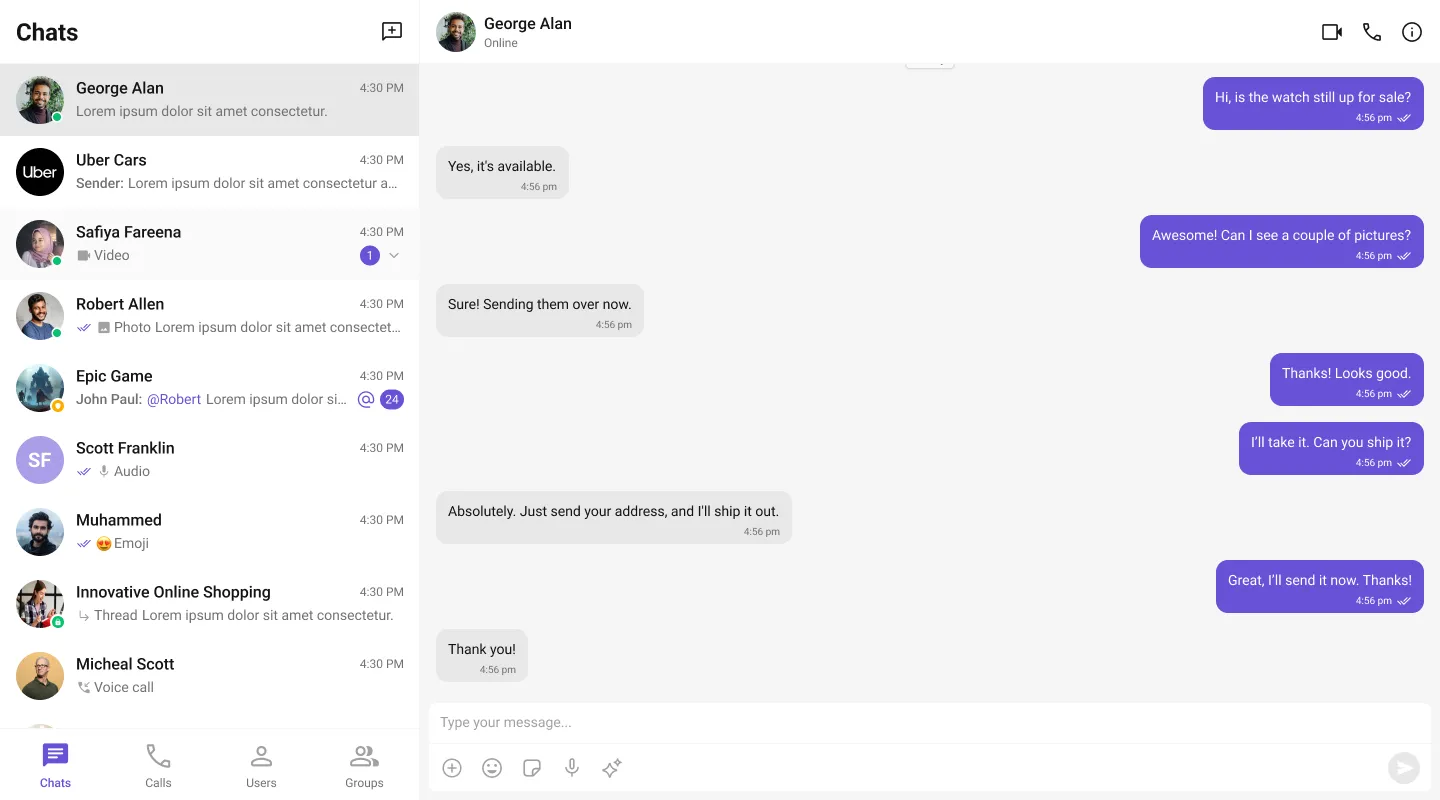 Chats
George Alan
4:30 PM
Lorem ipsum dolor sit amet consectetur.
Uber
Uber Cars
4:30 PM
Sender: Lorem ipsum dolor sit amet consectetur a...
Safiya Fareena
4:30 PM
Video
1
Robert Allen
4:30 PM
Photo Lorem ipsum dolor sit amet consectet...
Epic Game
4:30 PM
John Paul: @Robert Lorem ipsum dolor si...
24
SF
Scott Franklin
4:30 PM
Audio
Muhammed
4:30 PM
😍 Emoji
Innovative Online Shopping
4:30 PM
Thread Lorem ipsum dolor sit amet consectetur.
Micheal Scott
4:30 PM
Voice call
Chats
Calls
Users
Groups
George Alan
Online
Hi, is the watch still up for sale?
4:56 pm
Yes, it's available.
4:56 pm
Awesome! Can I see a couple of pictures?
4:56 pm
Sure! Sending them over now.
4:56 pm
Thanks! Looks good.
4:56 pm
I’ll take it. Can you ship it?
4:56 pm
Absolutely. Just send your address, and I'll ship it out.
4:56 pm
Great, I’ll send it now. Thanks!
4:56 pm
Thank you!
4:56 pm
Type your message...